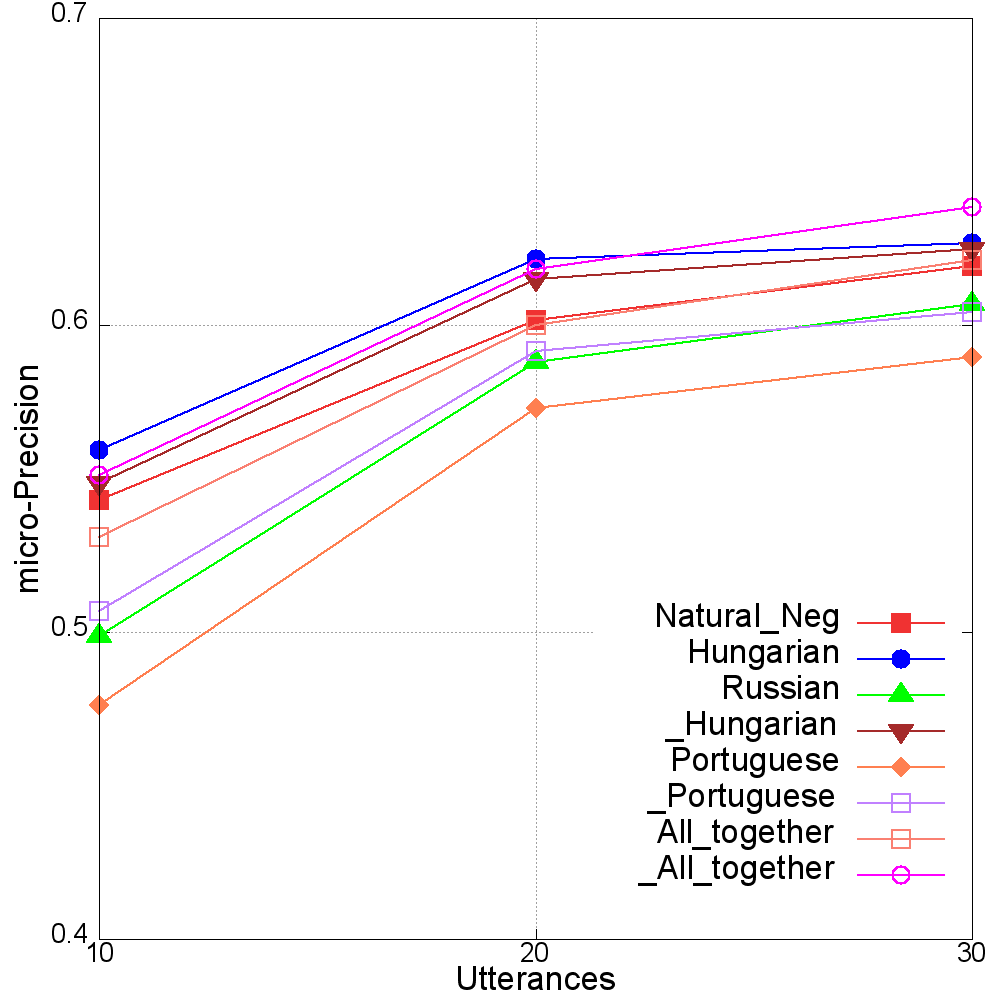 0.7
0.6
0.5
0.4
micro-Precision
Natural_Neg
Hungarian
Russian
_Hungarian
Portuguese
_Portuguese
All_together
_All_together
10 20 30
Utterances